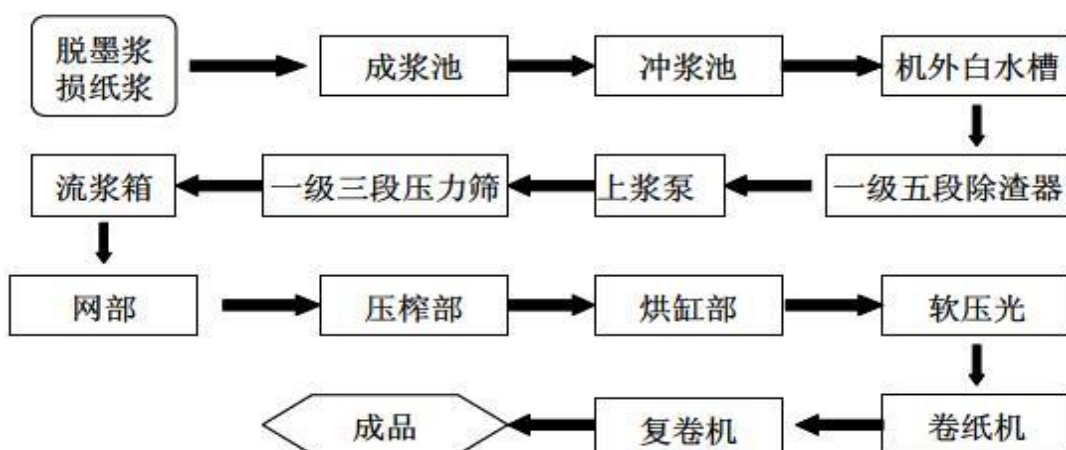 脱墨浆
损纸浆
成浆池
冲浆池
机外白水槽
一级五段除渣器
上浆泵
一级三段压力筛
流浆箱
网部
压榨部
烘缸部
软压光
卷纸机
复卷机
成品